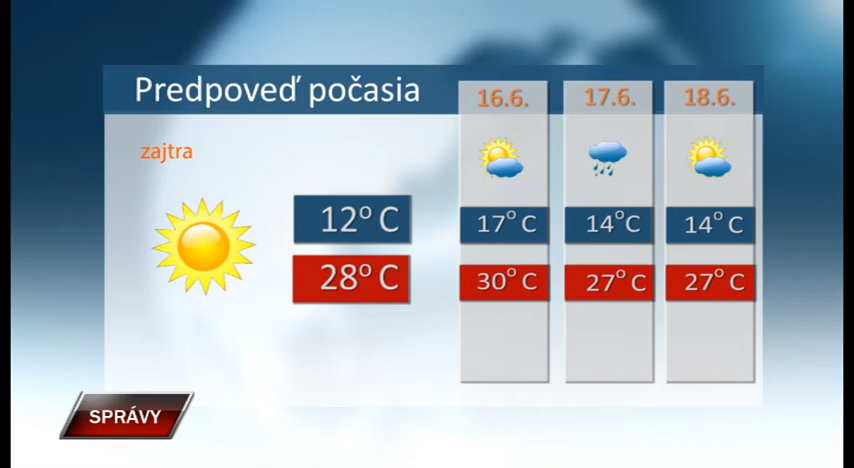 Predpoveď počasia
zajtra
12° C
28° C
16.6.
17° C
30° C
17.6.
14°C
27° C
18.6.
14° C
27° C
SPRÁVY